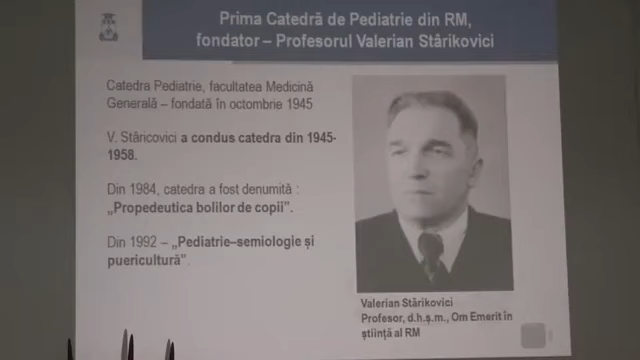 Prima Catedră de Pediatrie din RM,
fondator – Profesorul Valerian Stârikovici
Catedra Pediatrie, facultatea Medicină
Generală – fondată în octombrie 1945
V. Stâricovici a condus catedra din 1945-
1958.
Din 1984, catedra a fost denumită :
„Propedeutica bolilor de copii”.
Din 1992 – „Pediatrie–semiologie și
puericultură”.
Valerian Stârikovici
Profesor, d.h.ș.m., Om Emerit în
știință al RM